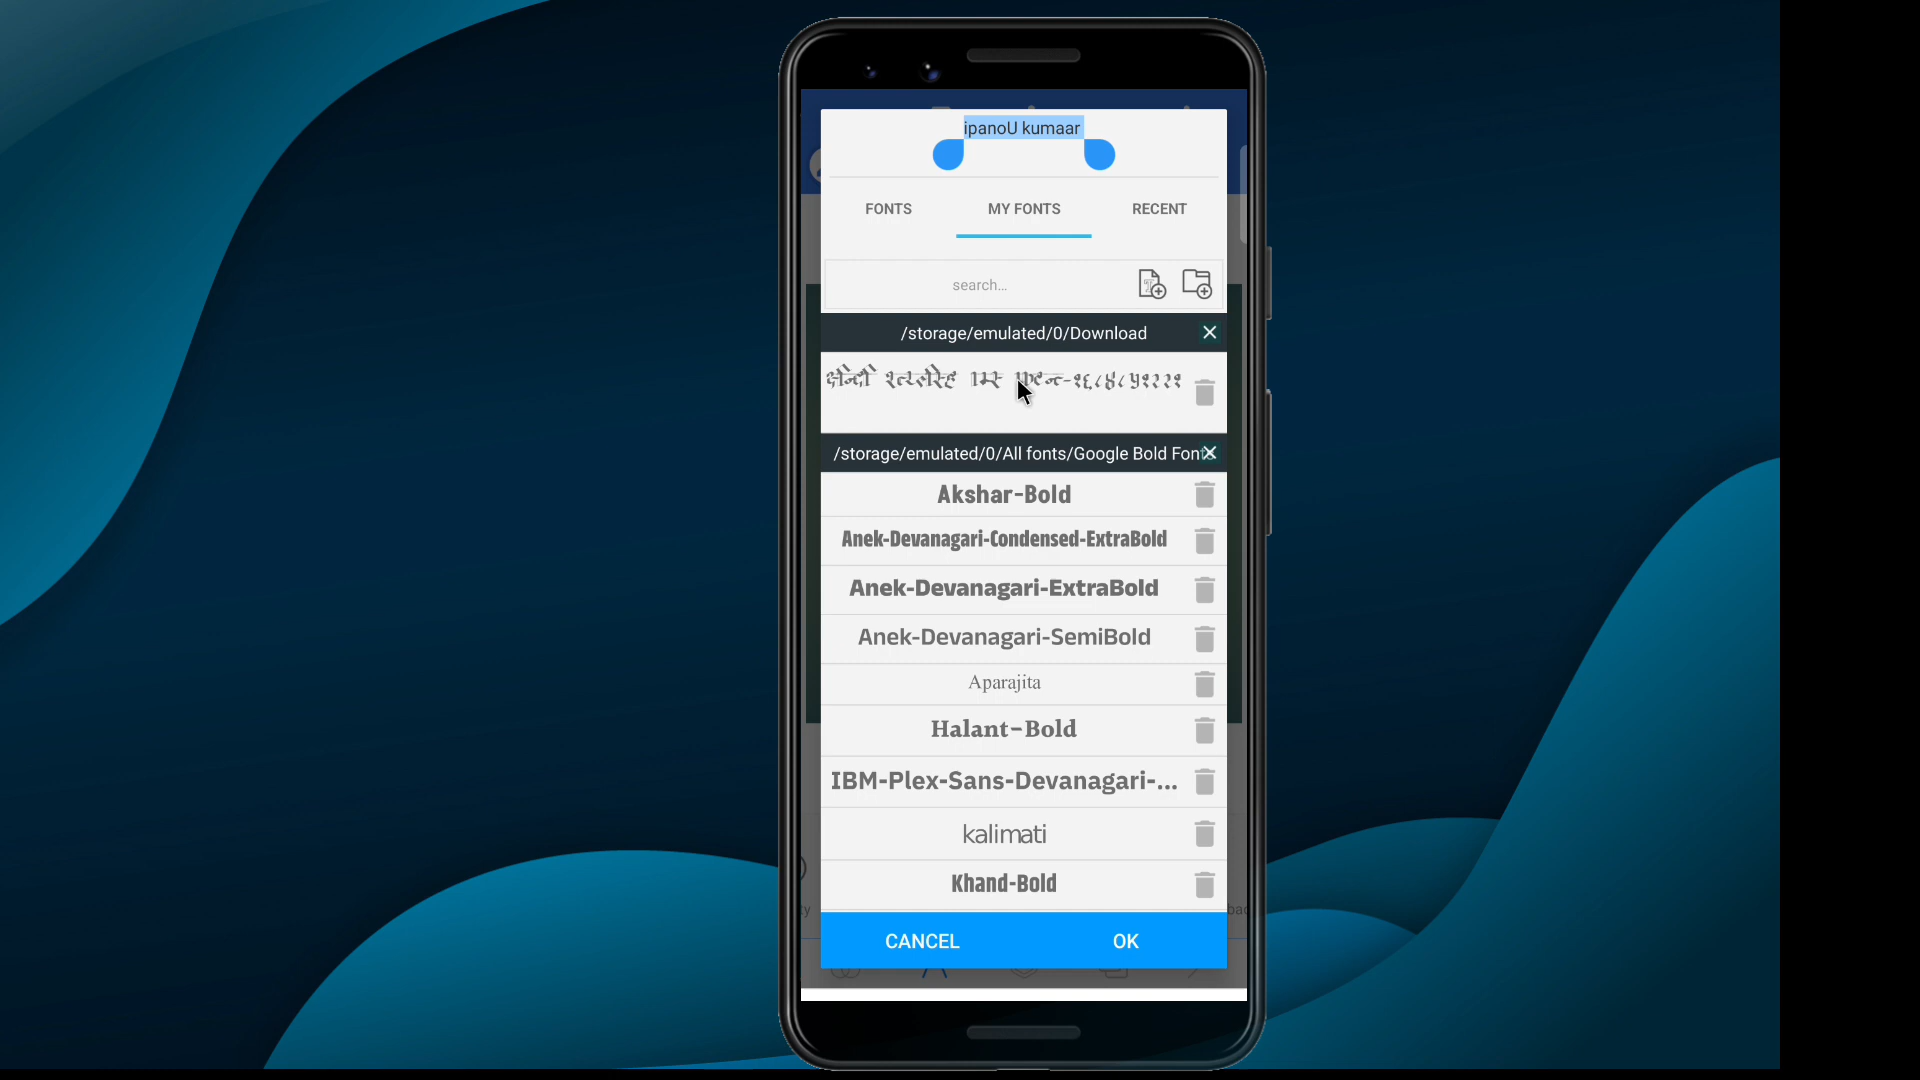 ipanoU kumaar
FONTS MY FONTS RECENT
search...
/storage/emulated/0/Download
/storage/emulated/0/All fonts/Google Bold Fonts
Akshar-Bold
Anek-Devanagari-Condensed-ExtraBold
Anek-Devanagari-ExtraBold
Anek-Devanagari-SemiBold
Aparajita
Halant-Bold
IBM-Plex-Sans-Devanagari-...
kalimati
Khand-Bold
CANCEL OK